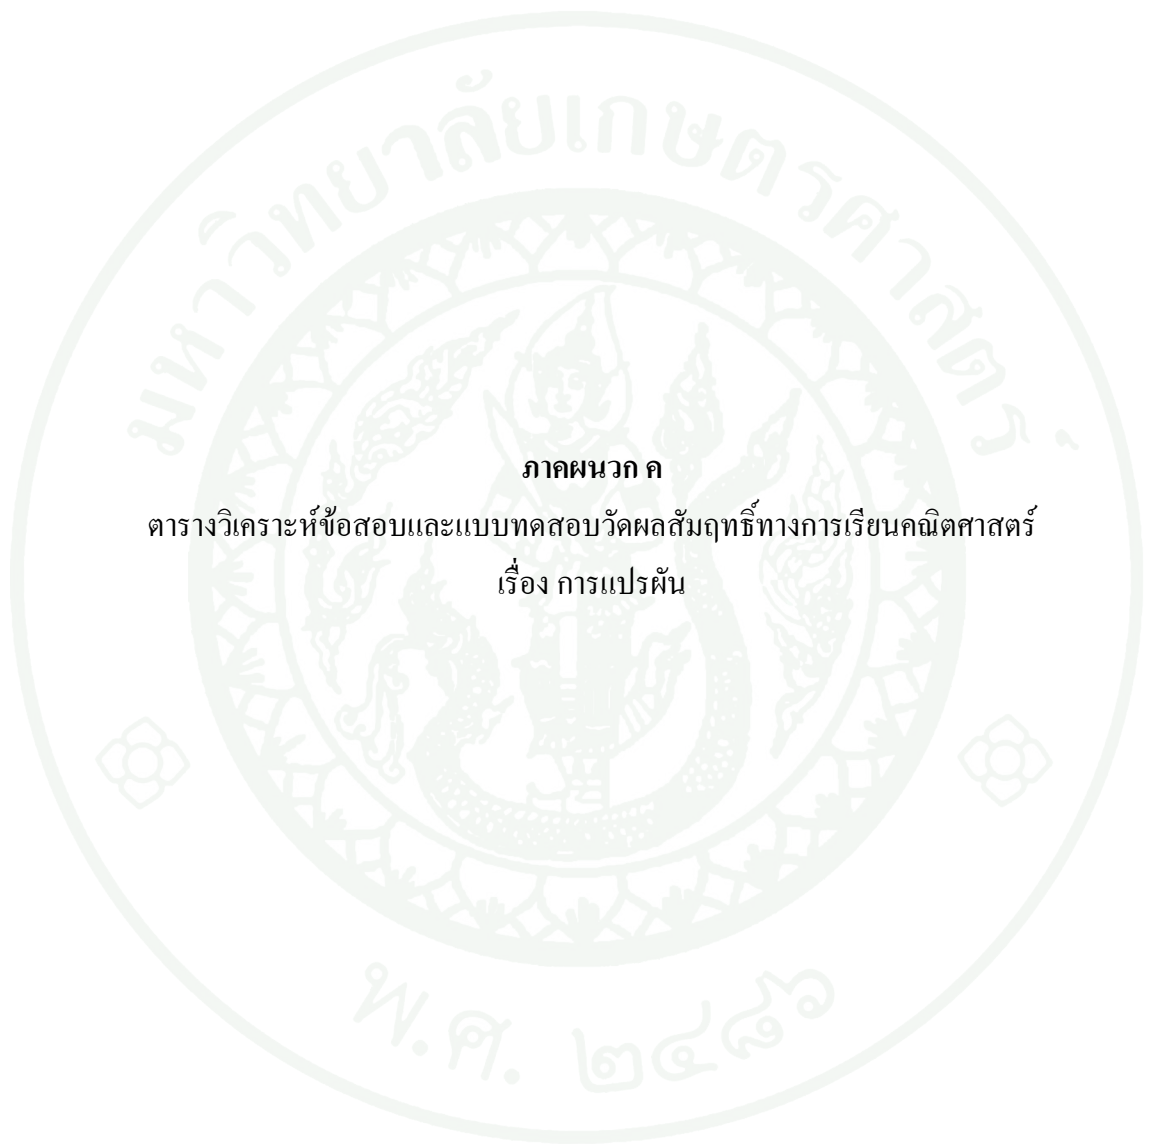 มหาวิทยาลัยเกษตรศาสตร์
ภาคผนวก ค
ตารางวิเคราะห์ข้อสอบและแบบทดสอบวัดผลสัมฤทธิ์ทางการเรียนคณิตศาสตร์
เรื่อง การแปรผัน
พ.ศ. ๒๔๘๖